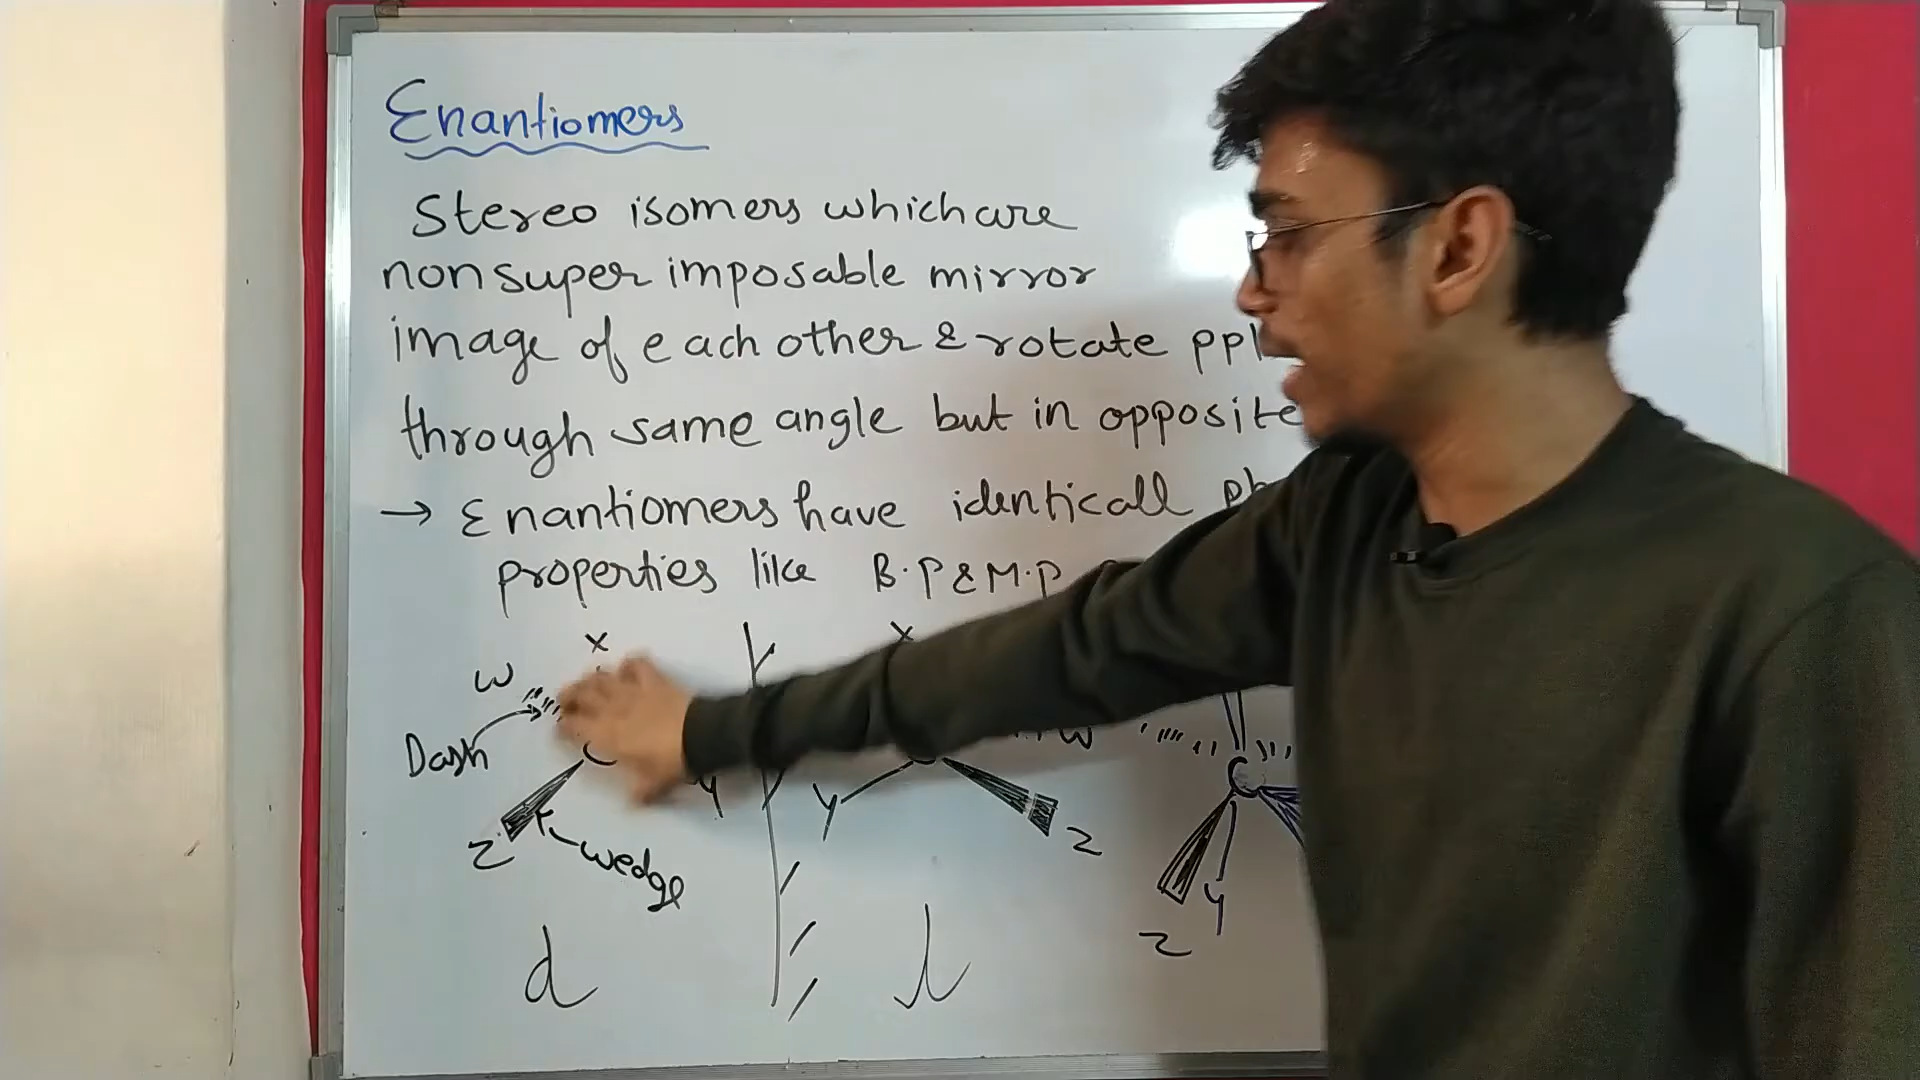 Enantiomers
Stereo isomers which are
non super imposable mirror
image of each other & rotate ppl
through same angle but in opposite
→ Enantiomers have identicall
properties like B.P & M.P
x x
w w
Dash C
y y C
z wedge z
y
z
d l